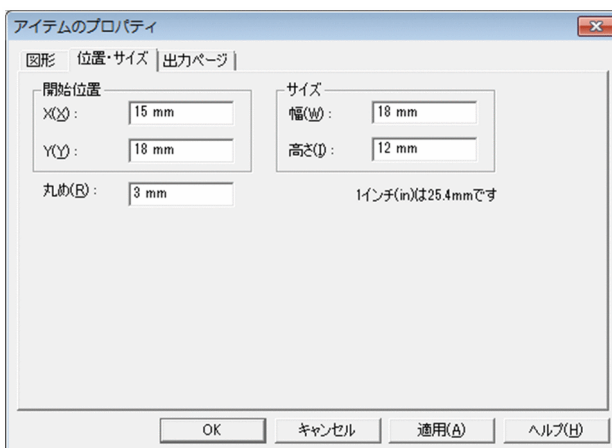 アイテムのプロパティ
図形 位置・サイズ 出力ページ
開始位置
X(X): 15 mm
Y(Y): 18 mm
サイズ
幅(W): 18 mm
高さ(I): 12 mm
丸め(R): 3 mm
1インチ(in)は25.4mmです
OK キャンセル 適用(A) ヘルプ(H)